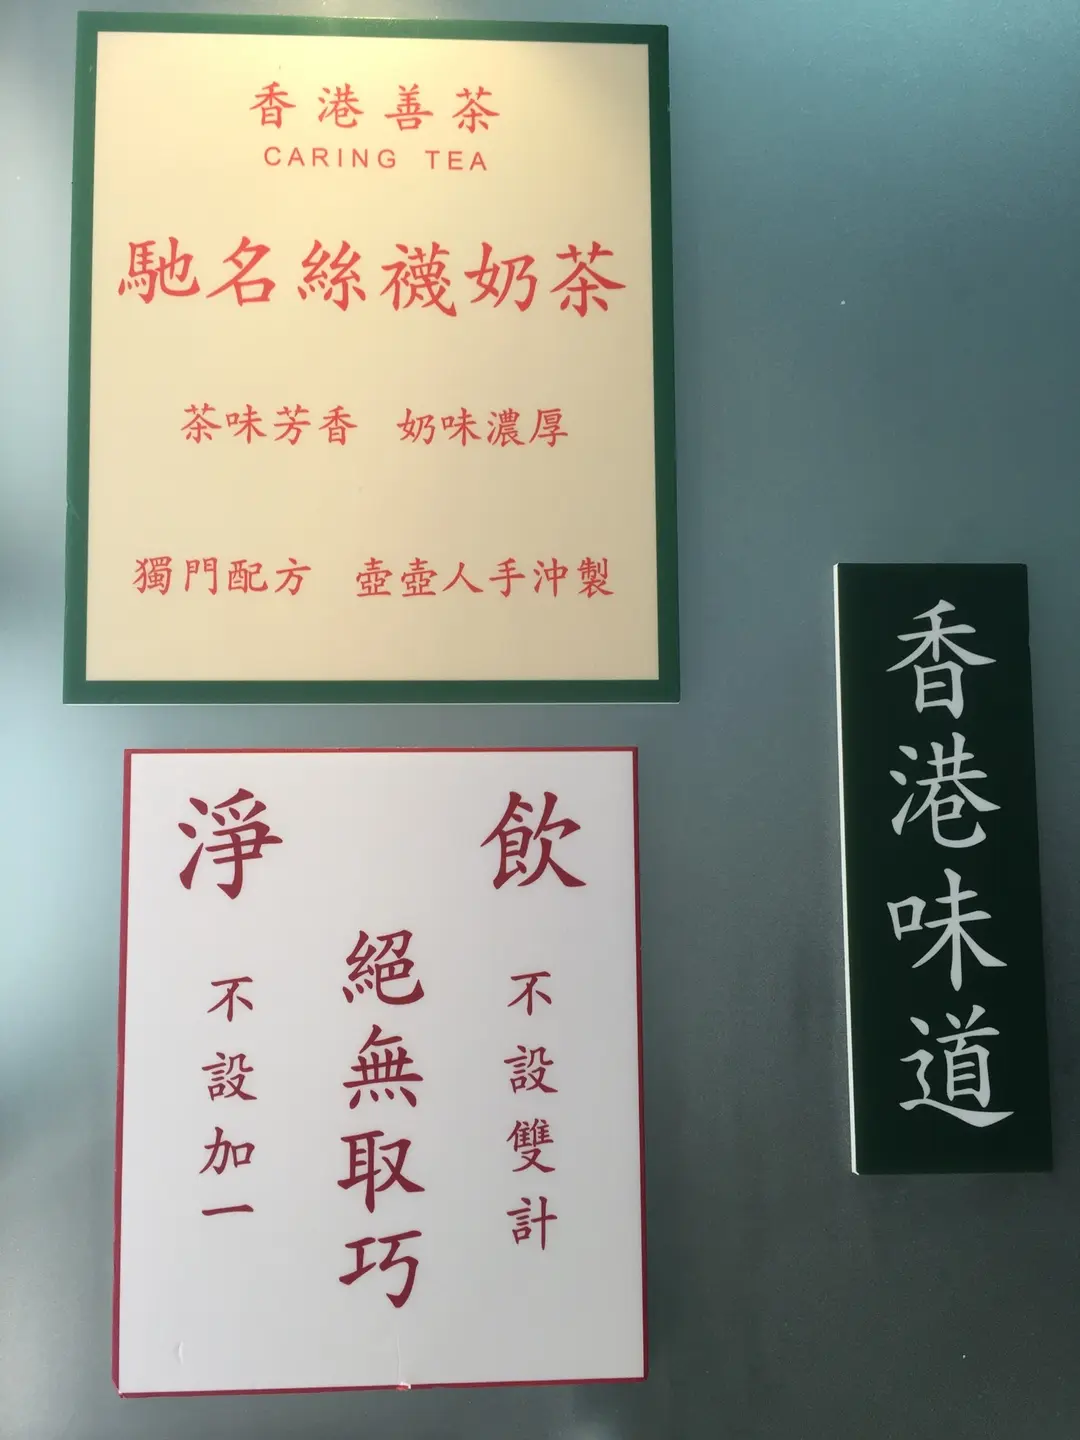 香港善茶
CARING TEA
馳名絲襪奶茶
茶味芳香 奶味濃厚
獨門配方 壺壺人手沖製
飲
不設雙計
絕無取巧
淨
不設加一
香港味道